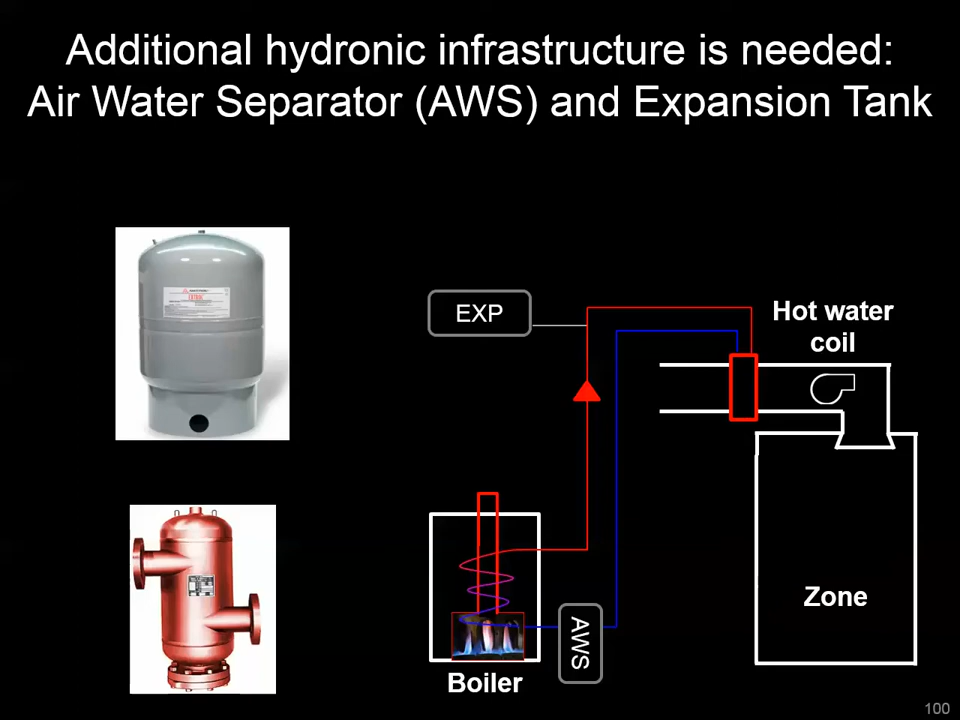 Additional hydronic infrastructure is needed:
Air Water Separator (AWS) and Expansion Tank
EXP
Hot water
coil
Zone
AWS
Boiler
100